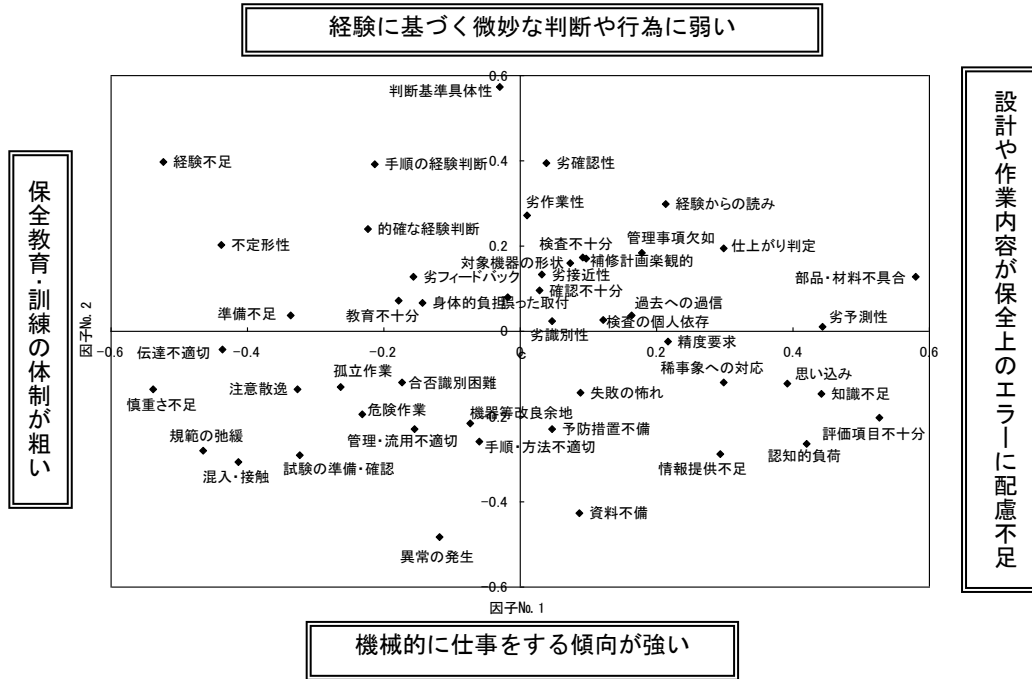 経験に基づく微妙な判断や行為に弱い
保全教育・訓練の体制が粗い
設計や作業内容が保全上のエラーに配慮不足
因子No. 2
0.6
判断基準具体性
経験不足
手順の経験判断
0.4
劣確認性
劣作業性
経験からの読み
的確な経験判断
不定形性
0.2
検査不十分
管理事項欠如
仕上がり判定
対象機器の形状
補修計画楽観的
劣フィードバック
劣接近性
部品・材料不具合
確認不十分
教育不十分
身体的負担
誤った取付
過去への過信
準備不足
劣識別性
検査の個人依存
劣予測性
0
-0.6
-0.4
-0.2
0
0.2
0.4
0.6
伝達不適切
精度要求
孤立作業
合否識別困難
稀事象への対応
思い込み
慎重さ不足
注意散逸
失敗の怖れ
知識不足
危険作業
機器等改良余地
-0.2
評価項目不十分
規範の弛緩
管理・流用不適切
手順・方法不適切
予防措置不備
混入・接触
試験の準備・確認
情報提供不足
認知的負荷
-0.4
資料不備
異常の発生
-0.6
因子No. 1
機械的に仕事をする傾向が強い